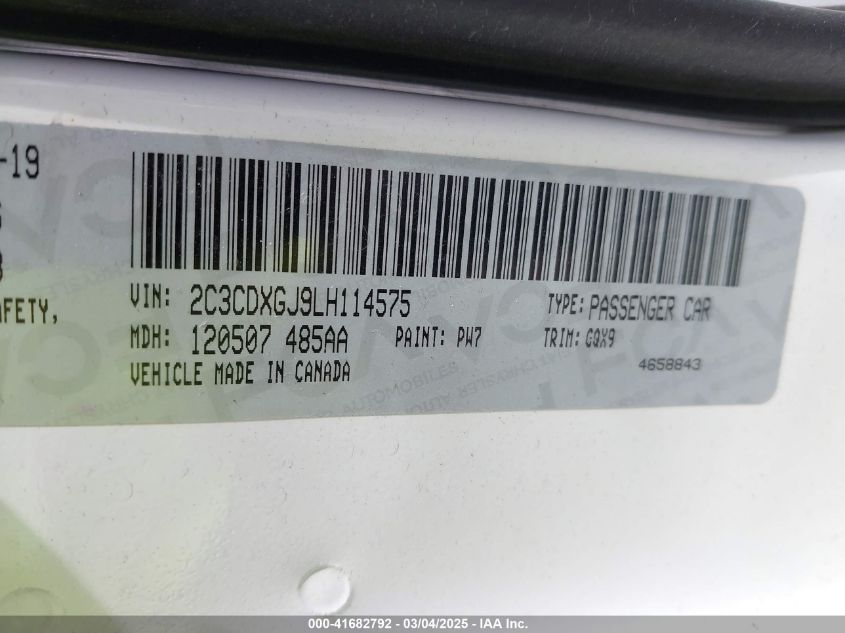 -19
AFETY,
VIN: 2C3CDXGJ9LH114575 TYPE: PASSENGER CAR
MDH: 120507 485AA PAINT: PW7 TRIM: GQX9
VEHICLE MADE IN CANADA 4658843
000-41682792 - 03/04/2025 - IAA Inc.